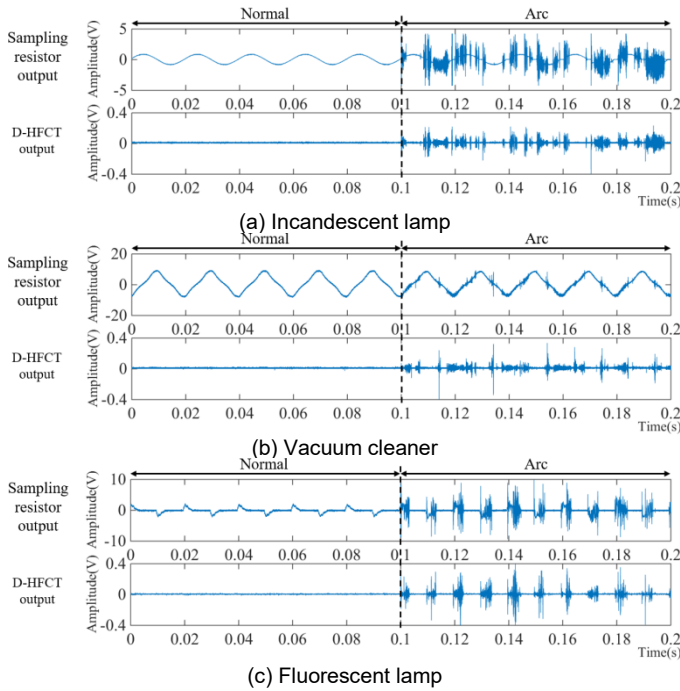 Normal Arc
Sampling resistor output
Amplitude(V)
5
0
-5
0 0.02 0.04 0.06 0.08 0.1 0.12 0.14 0.16 0.18 0.2
D-HFCT output
Amplitude(V)
0.4
-0.4
0 0.02 0.04 0.06 0.08 0.1 0.12 0.14 0.16 0.18 0.2
Time(s)
(a) Incandescent lamp
Normal Arc
Sampling resistor output
Amplitude(V)
20
0
-20
0 0.02 0.04 0.06 0.08 0.1 0.12 0.14 0.16 0.18 0.2
D-HFCT output
Amplitude(V)
0.4
-0.4
0 0.02 0.04 0.06 0.08 0.1 0.12 0.14 0.16 0.18 0.2
(b) Vacuum cleaner
Normal Arc
Sampling resistor output
Amplitude(V)
10
0
-10
0 0.02 0.04 0.06 0.08 0.1 0.12 0.14 0.16 0.18 0.2
D-HFCT output
Amplitude(V)
0.4
-0.4
0 0.02 0.04 0.06 0.08 0.1 0.12 0.14 0.16 0.18 0.2
Time(s)
(c) Fluorescent lamp